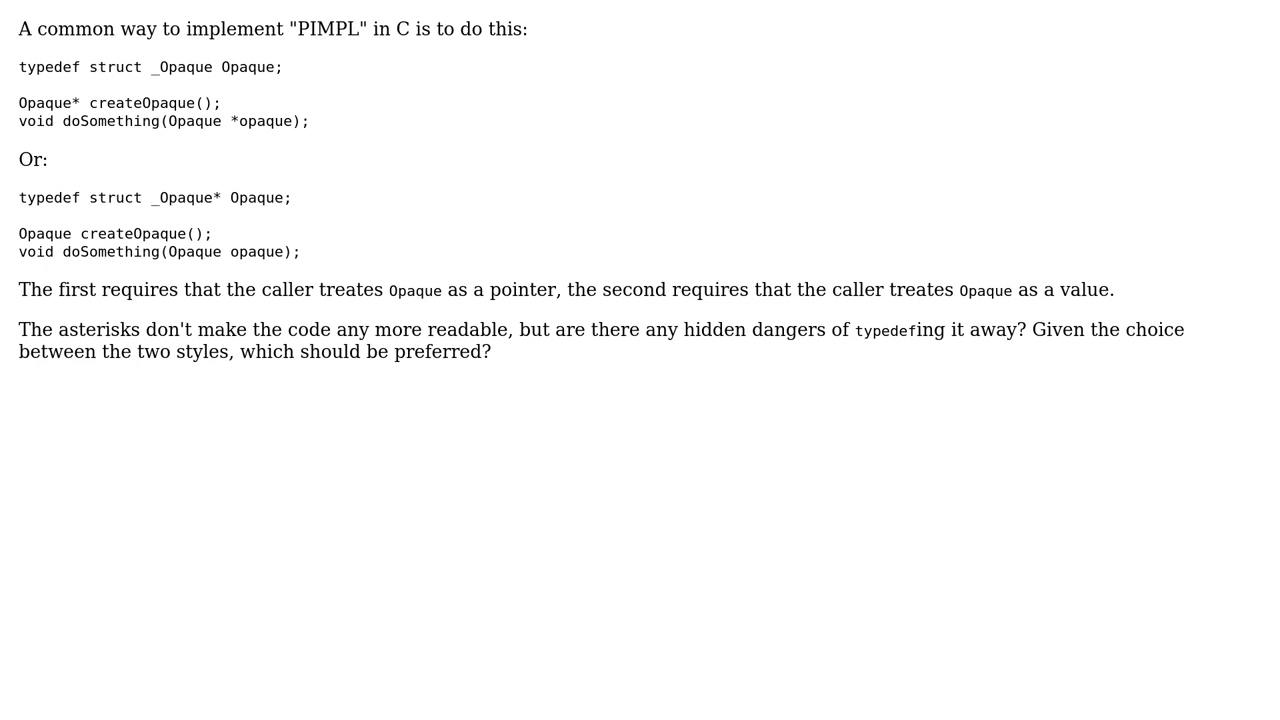 A common way to implement "PIMPL" in C is to do this:
typedef struct _Opaque Opaque;
Opaque* createOpaque();
void doSomething(Opaque *opaque);
Or:
typedef struct _Opaque* Opaque;
Opaque createOpaque();
void doSomething(Opaque opaque);
The first requires that the caller treates Opaque as a pointer, the second requires that the caller treates Opaque as a value.
The asterisks don't make the code any more readable, but are there any hidden dangers of typedefing it away? Given the choice
between the two styles, which should be preferred?